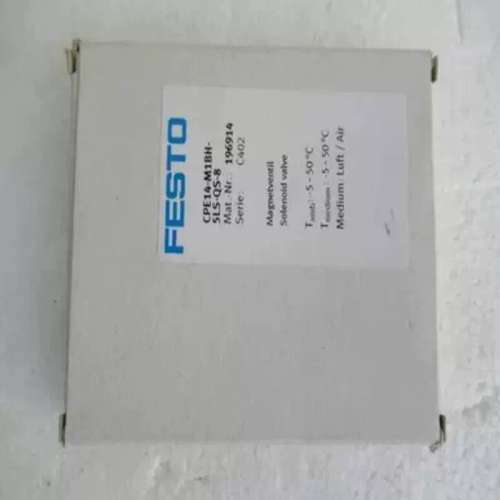 FESTO
CPE14-M1BH-
5LS-QS-8
Mat.-Nr.: 196914
Serie: C402
Magnetventil
Solenoid valve
Tamb.: -5 - 50 °C
Tmedium: -5 - 50 °C
Medium: Luft / Air